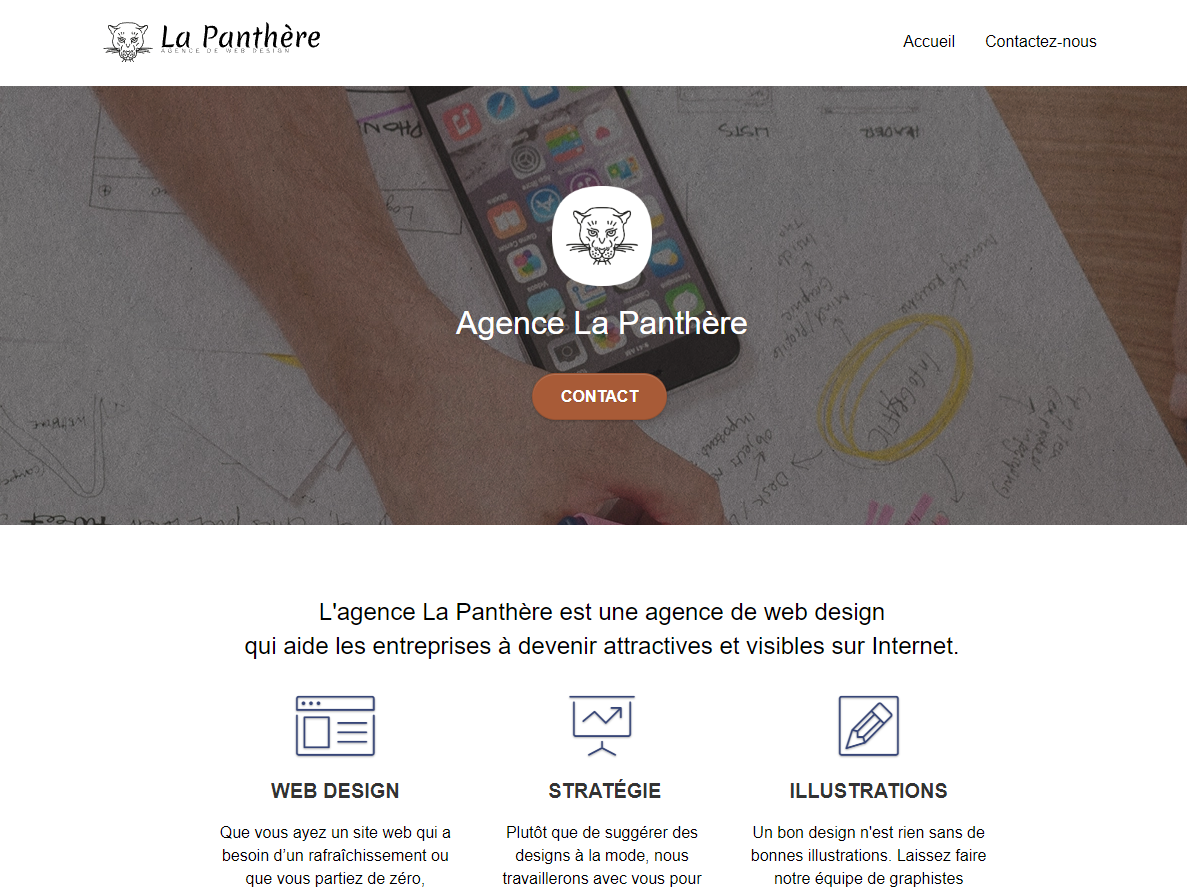 La Panthère
AGENCE DE WEB DESIGN
Accueil
Contactez-nous
PHON
LISTS
HEADER
Agence La Panthère
CONTACT
L'agence La Panthère est une agence de web design
qui aide les entreprises à devenir attractives et visibles sur Internet.
WEB DESIGN
Que vous ayez un site web qui a
besoin d’un rafraîchissement ou
que vous partiez de zéro,
STRATÉGIE
Plutôt que de suggérer des
designs à la mode, nous
travaillerons avec vous pour
ILLUSTRATIONS
Un bon design n'est rien sans de
bonnes illustrations. Laissez faire
notre équipe de graphistes